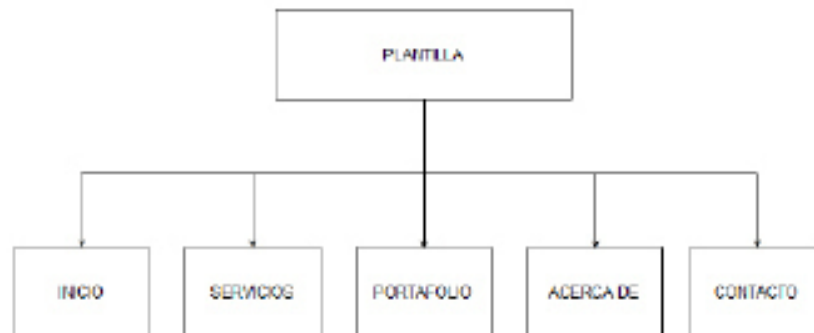 PLANTILLA
INICIO
SERVICIOS
PORTAFOLIO
ACERCA DE
CONTACTO